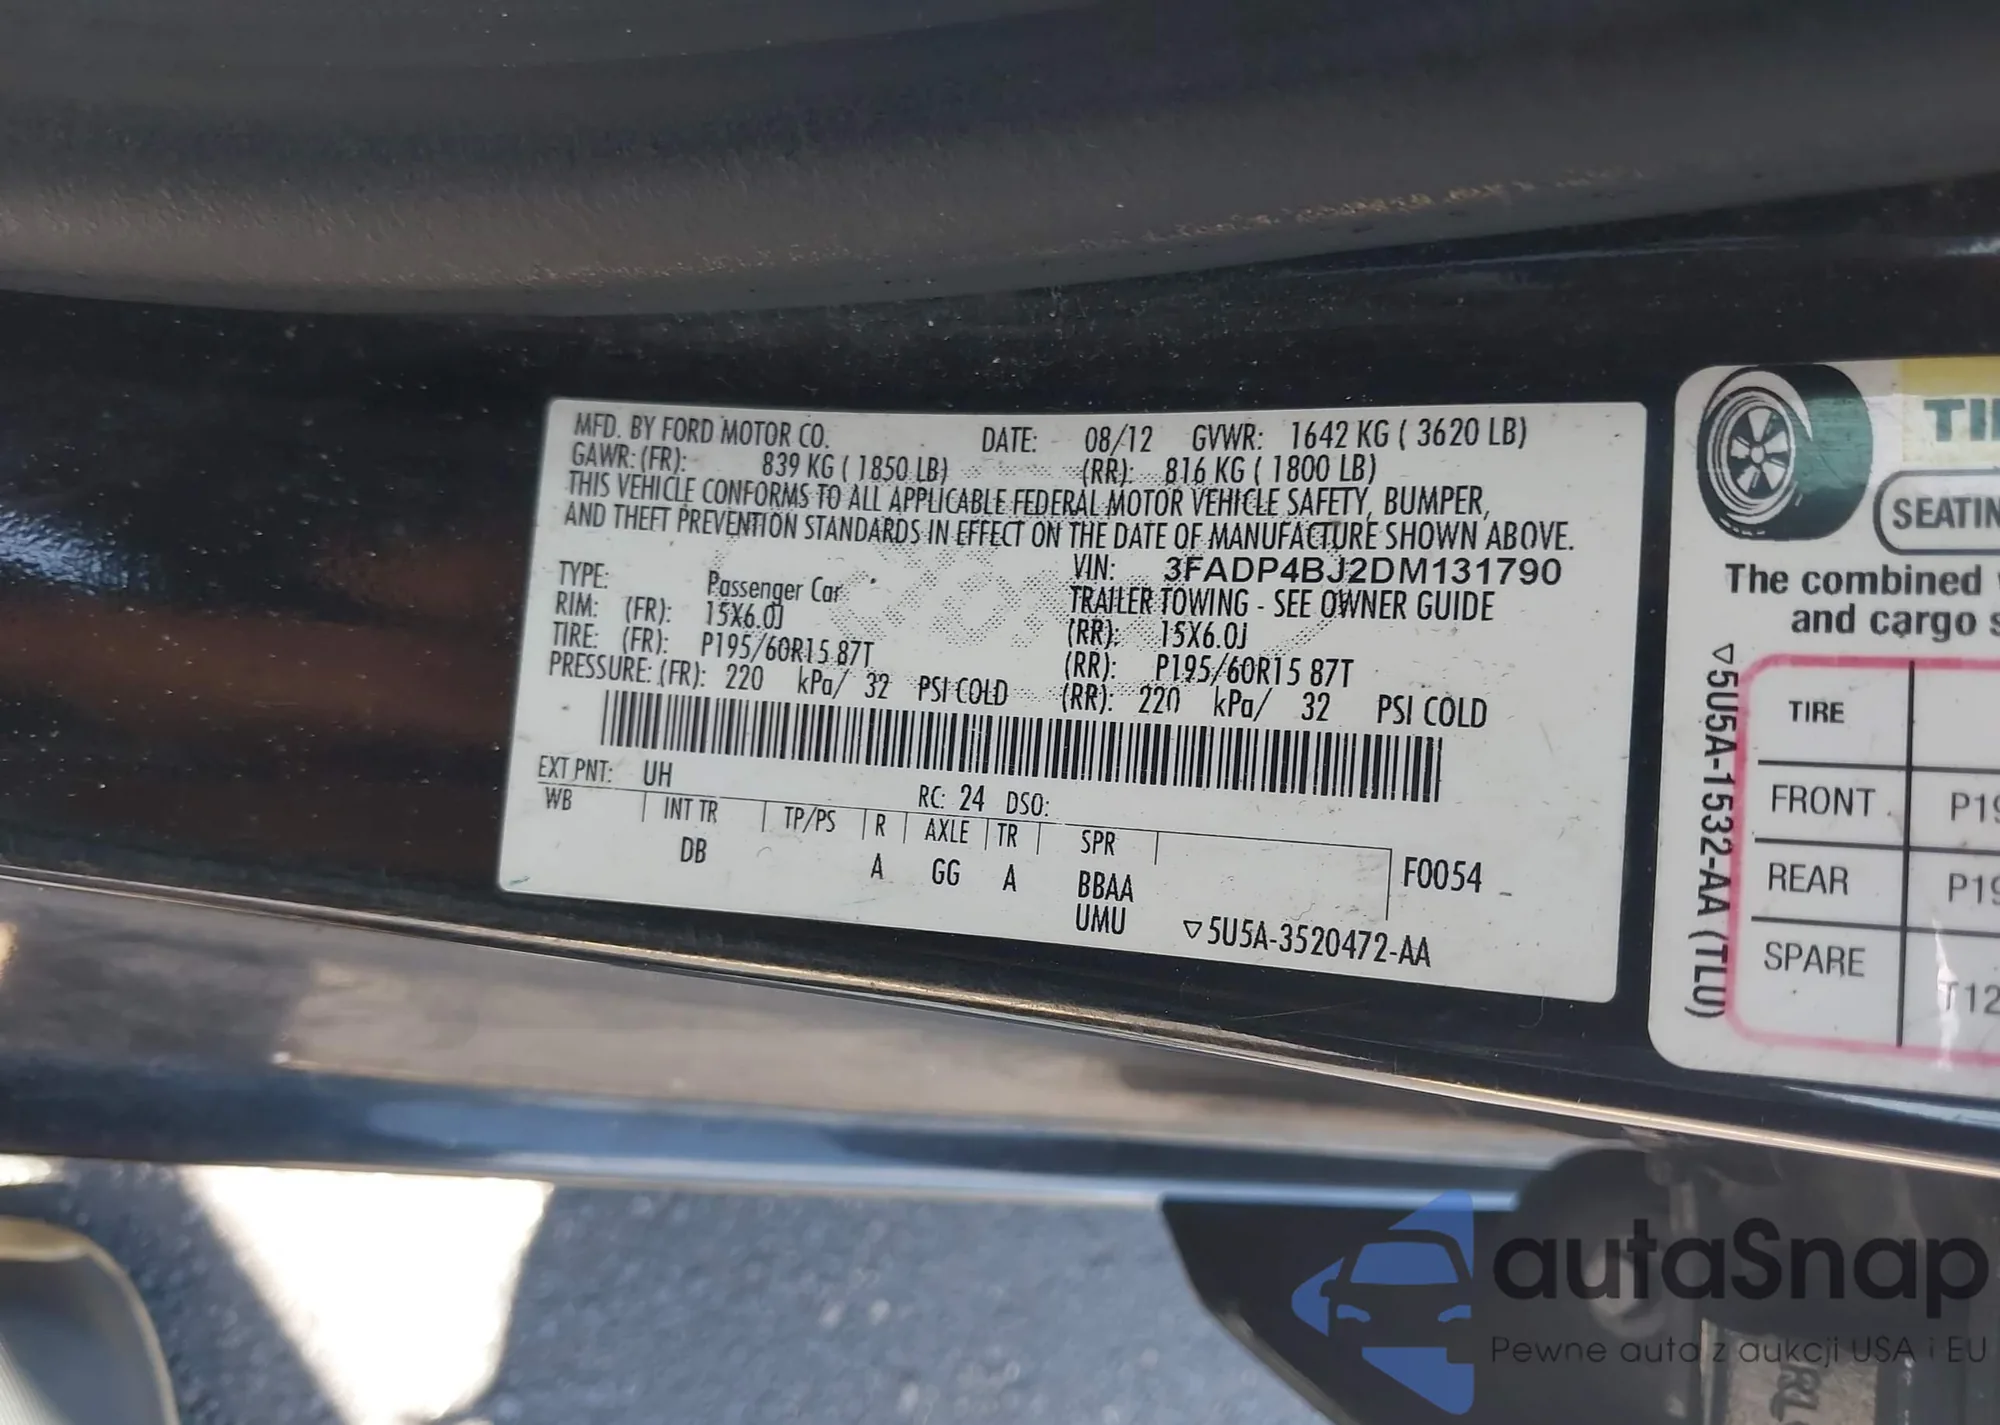 MFD. BY FORD MOTOR CO. DATE: 08/12 GVWR: 1642 KG ( 3620 LB)
GAWR: (FR): 839 KG ( 1850 LB) (RR): 816 KG ( 1800 LB)
THIS VEHICLE CONFORMS TO ALL APPLICABLE FEDERAL MOTOR VEHICLE SAFETY, BUMPER,
AND THEFT PREVENTION STANDARDS IN EFFECT ON THE DATE OF MANUFACTURE SHOWN ABOVE.
VIN: 3FADP4BJ2DM131790
TYPE: Passenger Car TRAILER TOWING - SEE OWNER GUIDE
RIM: (FR): 15X6.0J (RR): 15X6.0J
TIRE: (FR): P195/60R15 87T (RR): P195/60R15 87T
PRESSURE: (FR): 220 kPa/ 32 PSI COLD (RR): 220 kPa/ 32 PSI COLD
EXT PNT: UH RC: 24 DSO:
WB INT TR TP/PS R AXLE TR SPR
DB A GG A BBAA F0054
UMU ▽5U5A-3520472-AA
SEATIN
The combined
and cargo s
▽5U5A-1532-AA (TLU)
TIRE
FRONT P19
REAR P19
SPARE T12
autaSnap
Pewne auta z aukcji USA i EU